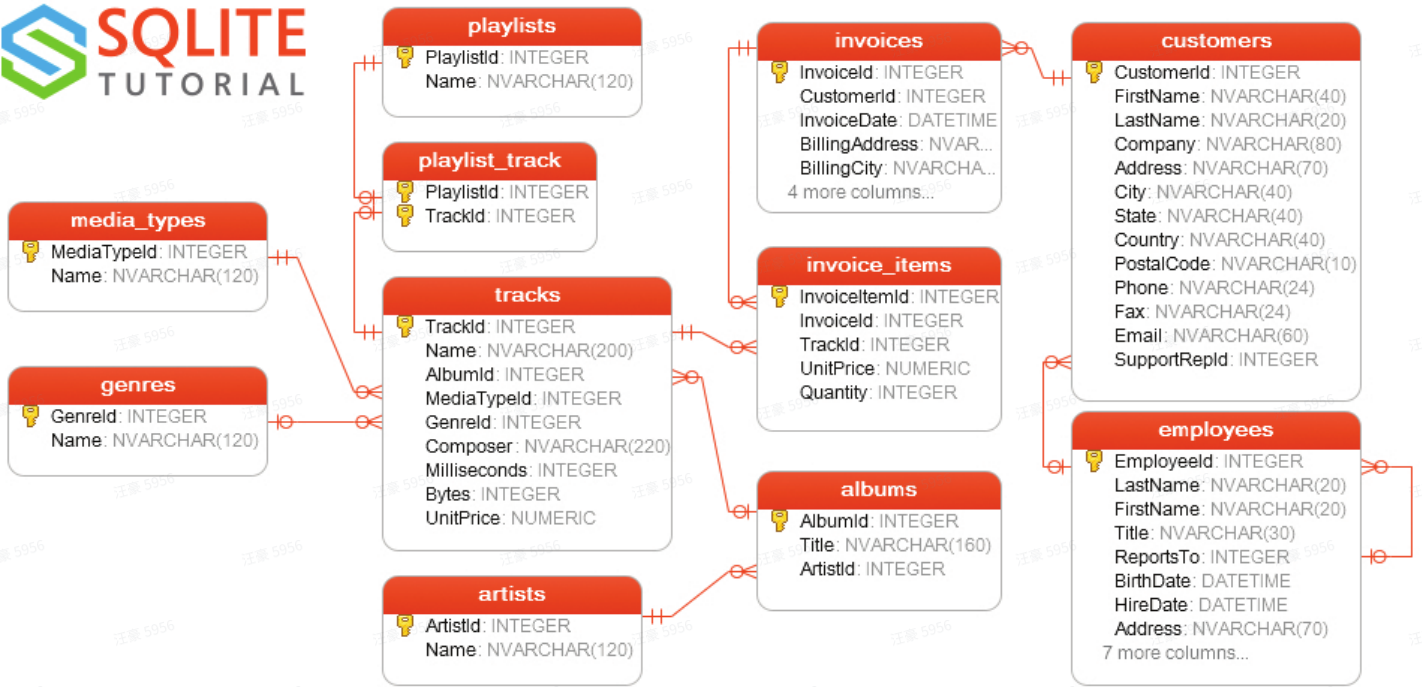 SQLITE
TUTORIAL
playlists
PlaylistId: INTEGER
Name: NVARCHAR(120)
playlist_track
PlaylistId: INTEGER
TrackId: INTEGER
media_types
MediaTypeId: INTEGER
Name: NVARCHAR(120)
genres
GenreId: INTEGER
Name: NVARCHAR(120)
tracks
TrackId: INTEGER
Name: NVARCHAR(200)
AlbumId: INTEGER
MediaTypeId: INTEGER
GenreId: INTEGER
Composer: NVARCHAR(220)
Milliseconds: INTEGER
Bytes: INTEGER
UnitPrice: NUMERIC
artists
ArtistId: INTEGER
Name: NVARCHAR(120)
invoices
InvoiceId: INTEGER
CustomerId: INTEGER
InvoiceDate: DATETIME
BillingAddress: NVAR...
BillingCity: NVARCHA...
4 more columns...
invoice_items
InvoiceItemId: INTEGER
InvoiceId: INTEGER
TrackId: INTEGER
UnitPrice: NUMERIC
Quantity: INTEGER
albums
AlbumId: INTEGER
Title: NVARCHAR(160)
ArtistId: INTEGER
customers
CustomerId: INTEGER
FirstName: NVARCHAR(40)
LastName: NVARCHAR(20)
Company: NVARCHAR(80)
Address: NVARCHAR(70)
City: NVARCHAR(40)
State: NVARCHAR(40)
Country: NVARCHAR(40)
PostalCode: NVARCHAR(10)
Phone: NVARCHAR(24)
Fax: NVARCHAR(24)
Email: NVARCHAR(60)
SupportRepId: INTEGER
employees
EmployeeId: INTEGER
LastName: NVARCHAR(20)
FirstName: NVARCHAR(20)
Title: NVARCHAR(30)
ReportsTo: INTEGER
BirthDate: DATETIME
HireDate: DATETIME
Address: NVARCHAR(70)
7 more columns...
汪豪 5956